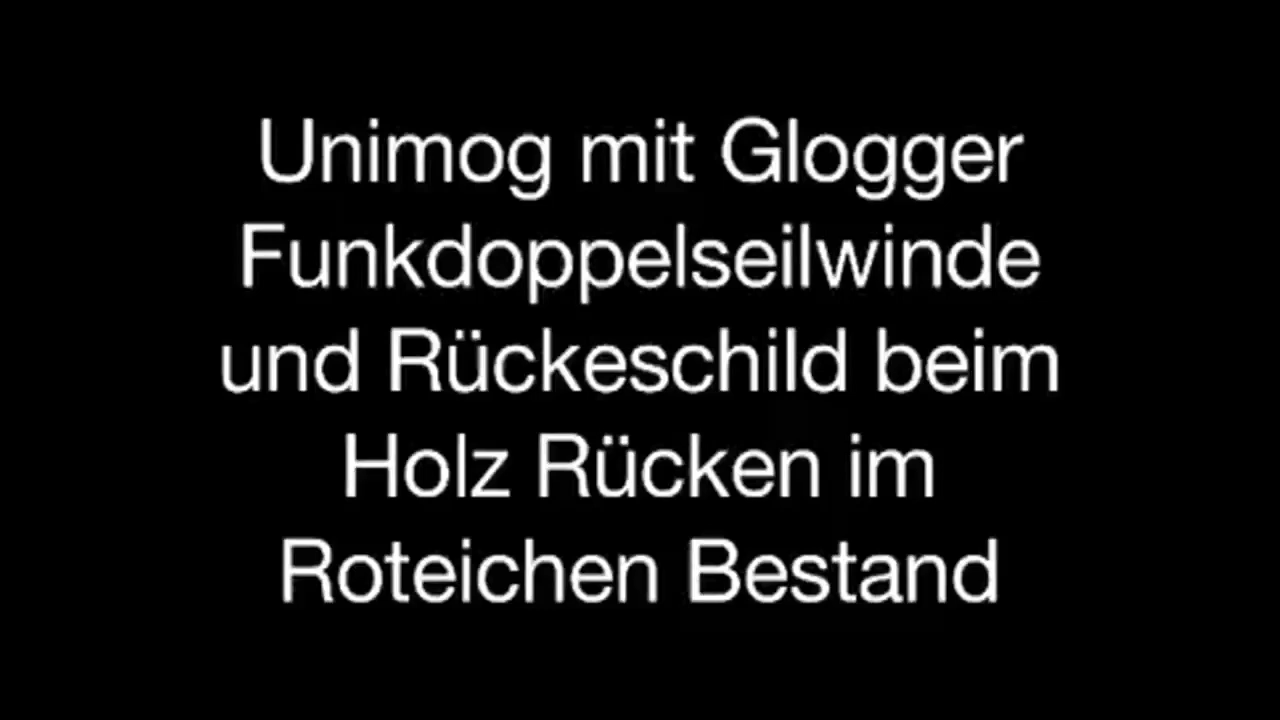 Unimog mit Glogger
Funkdoppelseilwinde
und Rückeschild beim
Holz Rücken im
Roteichen Bestand